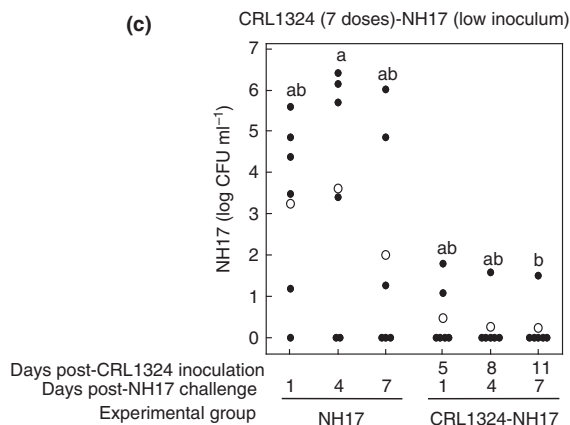 (c)
CRL1324 (7 doses)-NH17 (low inoculum)
NH17 (log CFU ml⁻¹)
7
6
5
4
3
2
1
0
ab
a
ab
ab
ab
b
Days post-CRL1324 inoculation 5 8 11
Days post-NH17 challenge 1 4 7 1 4 7
Experimental group NH17 CRL1324-NH17